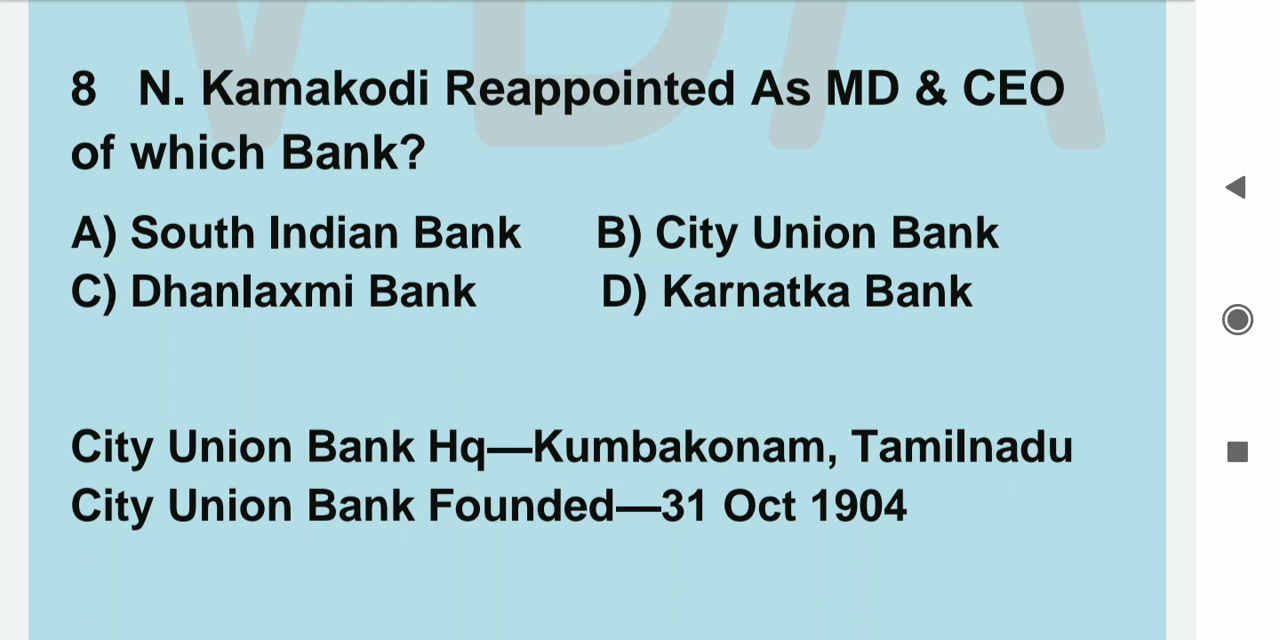 8 N. Kamakodi Reappointed As MD & CEO
of which Bank?
A) South Indian Bank B) City Union Bank
C) Dhanlaxmi Bank D) Karnatka Bank
City Union Bank Hq—Kumbakonam, Tamilnadu
City Union Bank Founded—31 Oct 1904